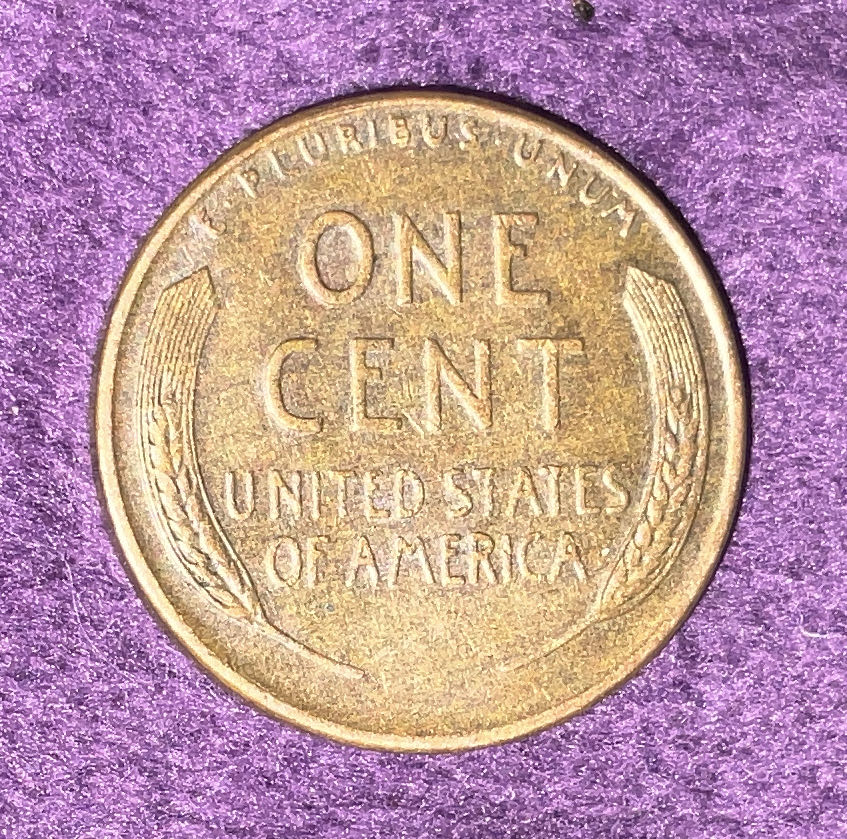 E·PLURIBUS·UNUM
ONE
CENT
UNITED STATES
OF AMERICA